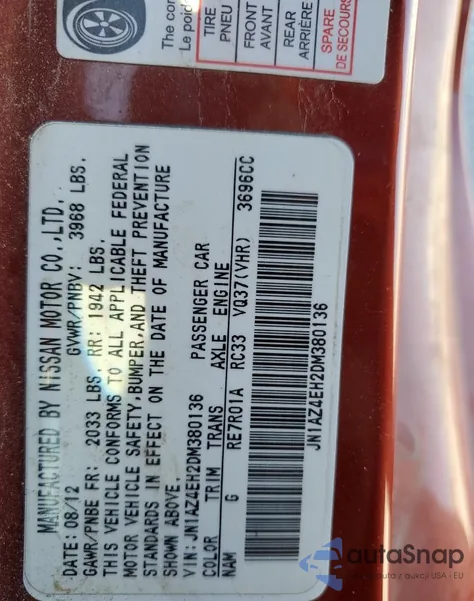 The con
Le poid
TIRE
PNEU
FRONT
AVANT
REAR
ARRIÈRE
SPARE
DE SECOURS
MANUFACTURED BY NISSAN MOTOR CO.,LTD.
DATE: 08/12 GVWR/PNBV: 3968 LBS.
GAWR/PNBE FR: 2033 LBS. RR: 1942 LBS.
THIS VEHICLE CONFORMS TO ALL APPLICABLE FEDERAL
MOTOR VEHICLE SAFETY,BUMPER,AND THEFT PREVENTION
STANDARDS IN EFFECT ON THE DATE OF MANUFACTURE
SHOWN ABOVE.
VIN: JN1AZ4EH2DM380136 PASSENGER CAR
COLOR TRIM TRANS AXLE ENGINE
NAM G RE7R01A RC33 VQ37(VHR) 3696CC
JN1AZ4EH2DM380136
autoSnap